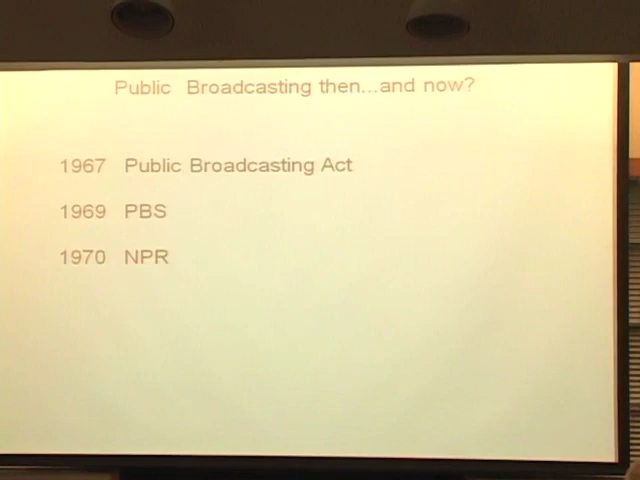 Public Broadcasting then...and now?
1967 Public Broadcasting Act
1969 PBS
1970 NPR